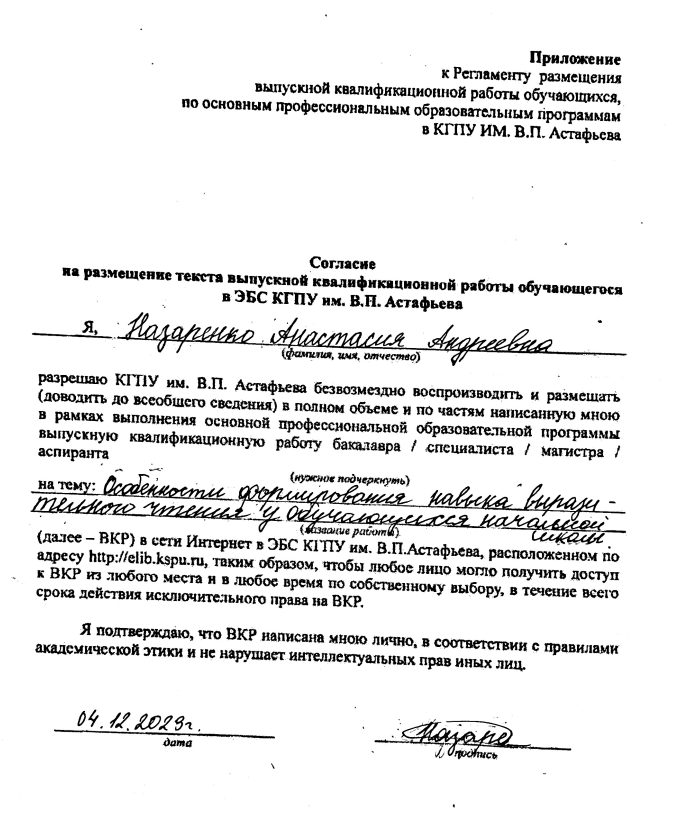 Приложение
к Регламенту размещения
выпускной квалификационной работы обучающихся,
по основным профессиональным образовательным программам
в КГПУ ИМ. В.П. Астафьева
Согласие
на размещение текста выпускной квалификационной работы обучающегося
в ЭБС КГПУ им. В.П. Астафьева
Я, Назаренко Анастасия Андреевна
(фамилия, имя, отчество)
разрешаю КГПУ им. В.П. Астафьева безвозмездно воспроизводить и размещать
(доводить до всеобщего сведения) в полном объеме и по частям написанную мною
в рамках выполнения основной профессиональной образовательной программы
выпускную квалификационную работу бакалавра / специалиста / магистра /
аспиранта
(нужное подчеркнуть)
на тему: Особенности формирования навыка вырази-
тельного чтения у обучающихся начальной
школы
(название работы)
(далее – ВКР) в сети Интернет в ЭБС КГПУ им. В.П.Астафьева, расположенном по
адресу http://elib.kspu.ru, таким образом, чтобы любое лицо могло получить доступ
к ВКР из любого места и в любое время по собственному выбору, в течение всего
срока действия исключительного права на ВКР.
Я подтверждаю, что ВКР написана мною лично, в соответствии с правилами
академической этики и не нарушает интеллектуальных прав иных лиц.
04.12.2023г.
дата
подпись